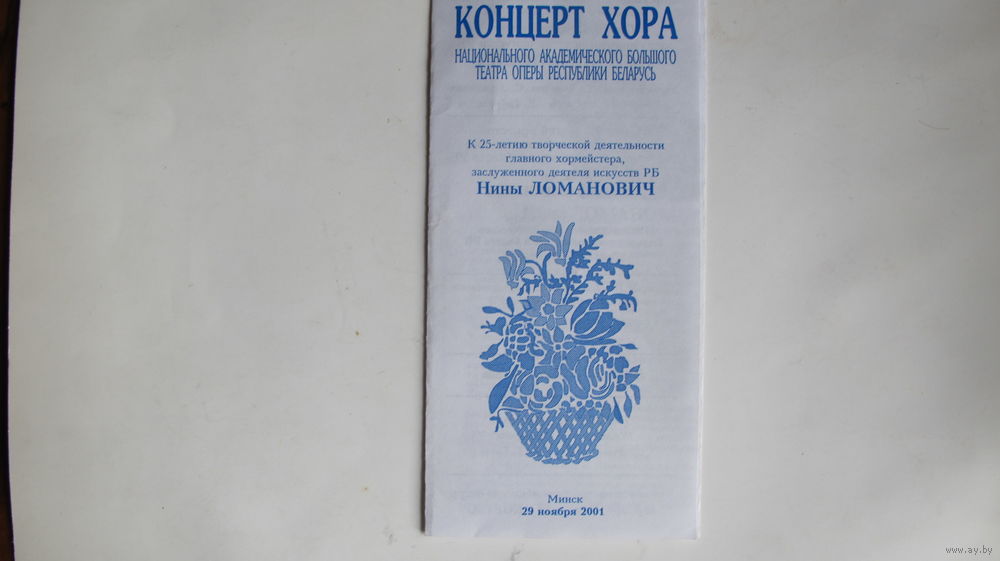 КОНЦЕРТ ХОРА
НАЦИОНАЛЬНОГО АКАДЕМИЧЕСКОГО БОЛЬШОГО
ТЕАТРА ОПЕРЫ РЕСПУБЛИКИ БЕЛАРУСЬ
К 25-летию творческой деятельности
главного хормейстера,
заслуженного деятеля искусств РБ
Нины ЛОМАНОВИЧ
Минск
29 ноября 2001
www.ay.by